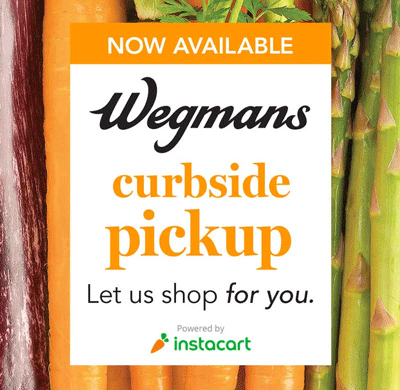 NOW AVAILABLE
Wegmans
curbside
pickup
Let us shop for you.
Powered by
instacart